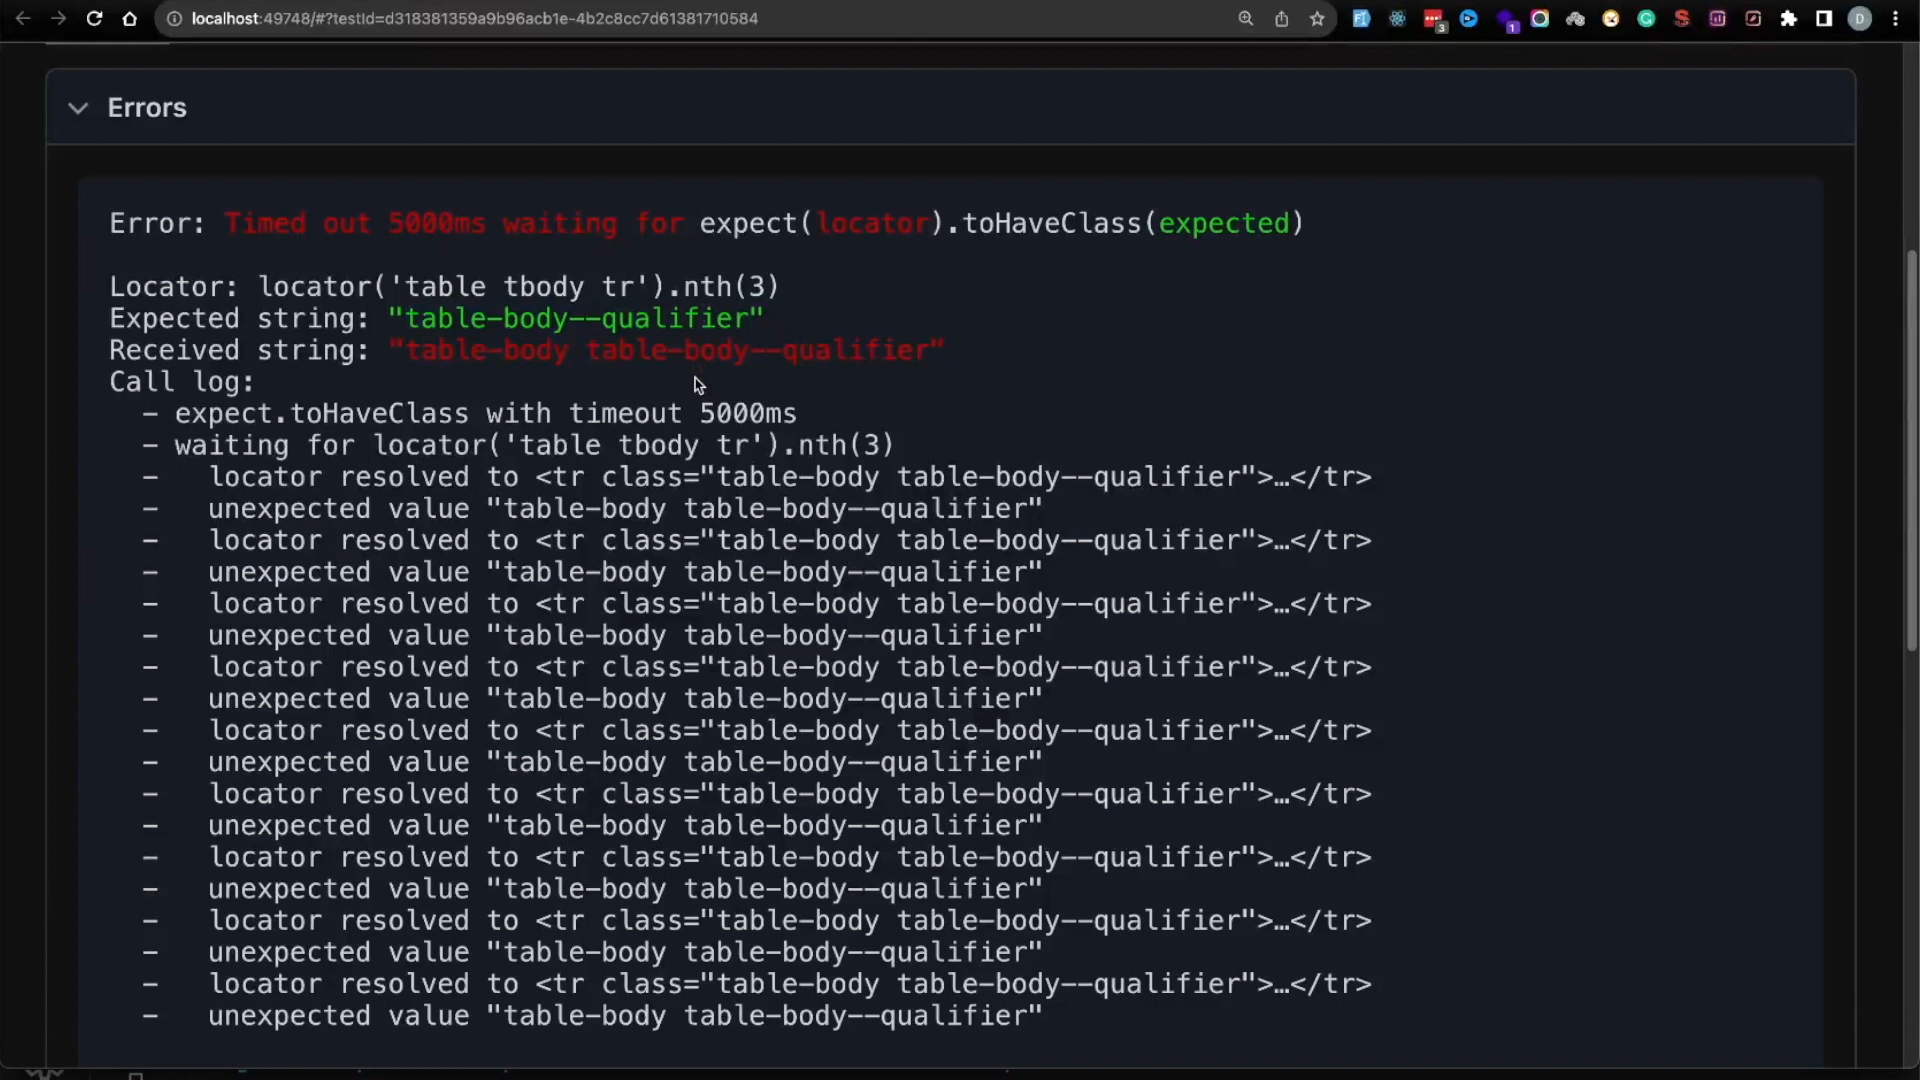 localhost:49748/#?testId=d318381359a9b96acb1e-4b2c8cc7d61381710584
3
1
D
Errors
Error: Timed out 5000ms waiting for expect(locator).toHaveClass(expected)
Locator: locator('table tbody tr').nth(3)
Expected string: "table-body--qualifier"
Received string: "table-body table-body--qualifier"
Call log:
- expect.toHaveClass with timeout 5000ms
- waiting for locator('table tbody tr').nth(3)
- locator resolved to <tr class="table-body table-body--qualifier">…</tr>
- unexpected value "table-body table-body--qualifier"
- locator resolved to <tr class="table-body table-body--qualifier">…</tr>
- unexpected value "table-body table-body--qualifier"
- locator resolved to <tr class="table-body table-body--qualifier">…</tr>
- unexpected value "table-body table-body--qualifier"
- locator resolved to <tr class="table-body table-body--qualifier">…</tr>
- unexpected value "table-body table-body--qualifier"
- locator resolved to <tr class="table-body table-body--qualifier">…</tr>
- unexpected value "table-body table-body--qualifier"
- locator resolved to <tr class="table-body table-body--qualifier">…</tr>
- unexpected value "table-body table-body--qualifier"
- locator resolved to <tr class="table-body table-body--qualifier">…</tr>
- unexpected value "table-body table-body--qualifier"
- locator resolved to <tr class="table-body table-body--qualifier">…</tr>
- unexpected value "table-body table-body--qualifier"
- locator resolved to <tr class="table-body table-body--qualifier">…</tr>
- unexpected value "table-body table-body--qualifier"